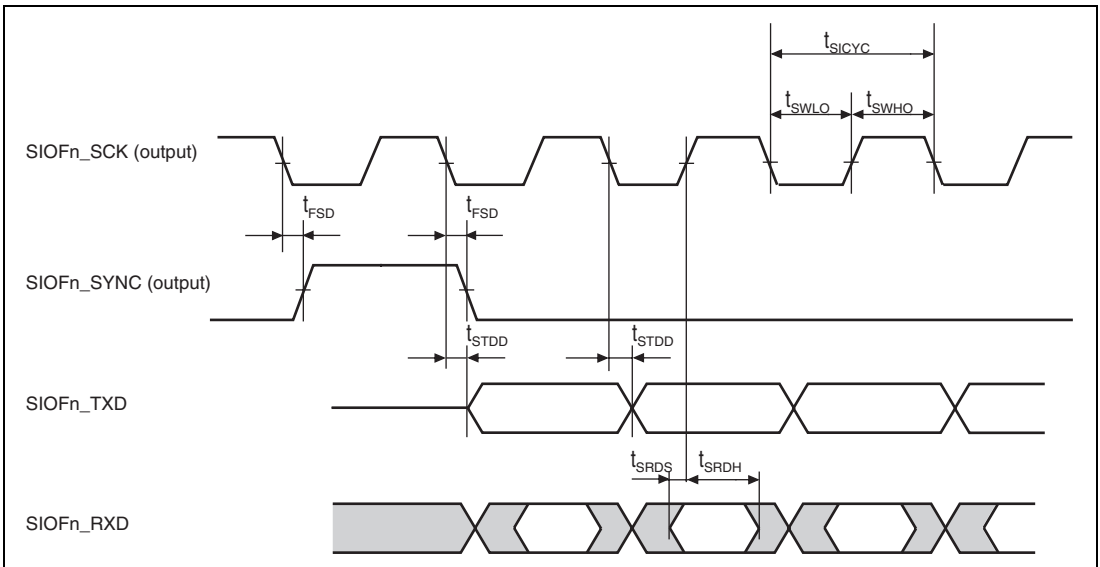 tSICYC
tSWLO tSWHO
SIOFn_SCK (output)
tFSD tFSD
SIOFn_SYNC (output)
tSTDD tSTDD
SIOFn_TXD
tSRDS tSRDH
SIOFn_RXD